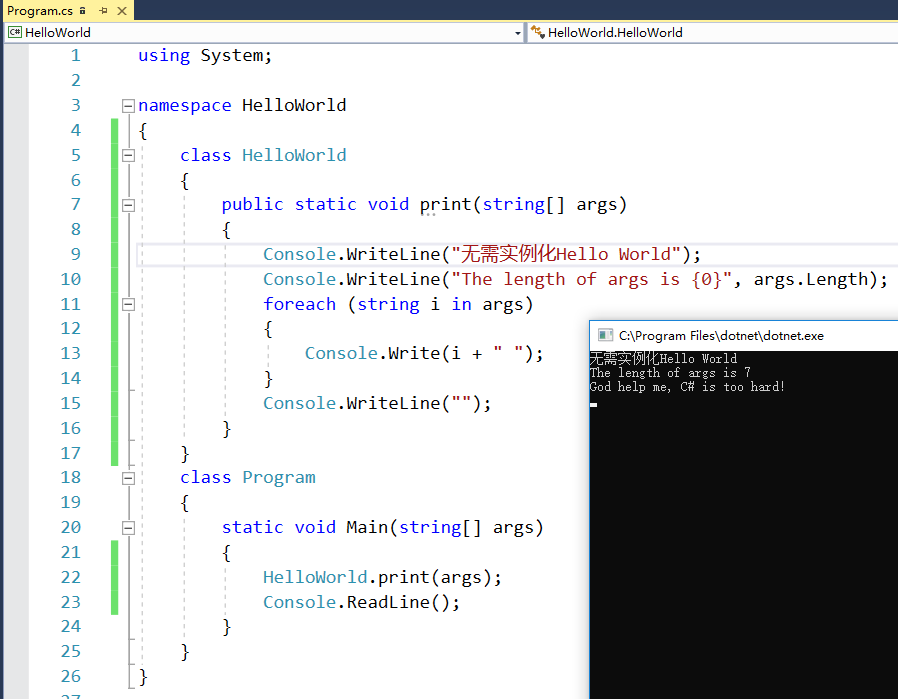 Program.cs
HelloWorld
HelloWorld.HelloWorld
1 using System;
2
3 namespace HelloWorld
4 {
5 class HelloWorld
6 {
7 public static void print(string[] args)
8 {
9 Console.WriteLine("无需实例化Hello World");
10 Console.WriteLine("The length of args is {0}", args.Length);
11 foreach (string i in args)
12 {
13 Console.Write(i + " ");
14 }
15 Console.WriteLine("");
16 }
17 }
18 class Program
19 {
20 static void Main(string[] args)
21 {
22 HelloWorld.print(args);
23 Console.ReadLine();
24 }
25 }
26 }
27
C:\Program Files\dotnet\dotnet.exe
无需实例化Hello World
The length of args is 7
God help me, C# is too hard!